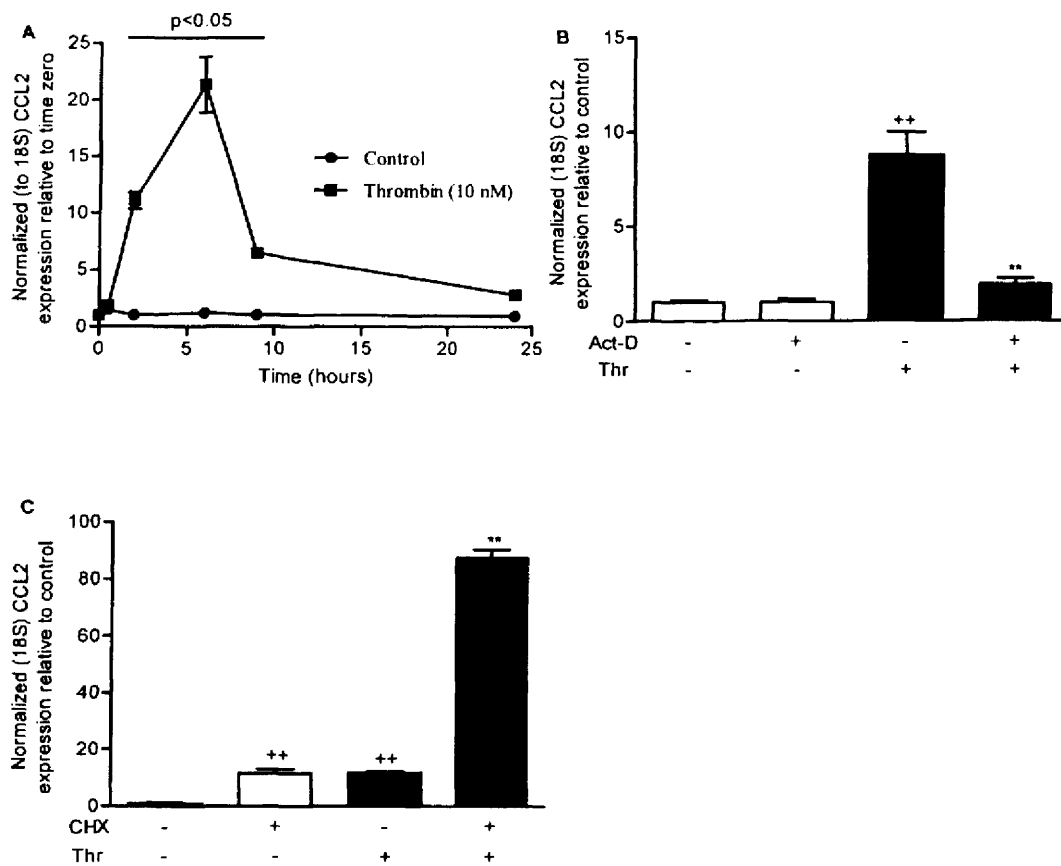 A
p<0.05
Normalized (to 18S) CCL2
expression relative to time zero
25
20
15
10
5
0
0
5
10
15
20
25
Time (hours)
Control
Thrombin (10 nM)
B
Normalized (18S) CCL2
expression relative to control
15
10
5
0
++
**
Act-D - + - +
Thr - - + +
C
Normalized (18S) CCL2
expression relative to control
100
80
60
40
20
0
++
++
**
CHX - + - +
Thr - - + +